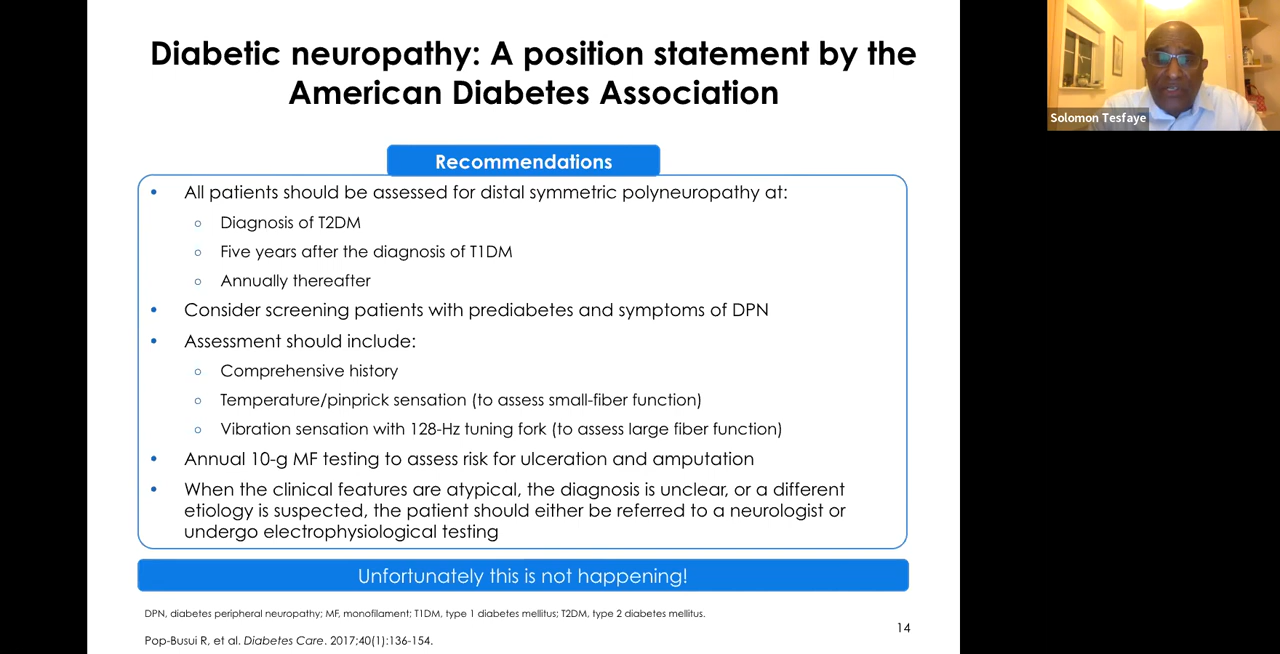 Diabetic neuropathy: A position statement by the
American Diabetes Association
Solomon Tesfaye
Recommendations
• All patients should be assessed for distal symmetric polyneuropathy at:
○ Diagnosis of T2DM
○ Five years after the diagnosis of T1DM
○ Annually thereafter
• Consider screening patients with prediabetes and symptoms of DPN
• Assessment should include:
○ Comprehensive history
○ Temperature/pinprick sensation (to assess small-fiber function)
○ Vibration sensation with 128-Hz tuning fork (to assess large fiber function)
• Annual 10-g MF testing to assess risk for ulceration and amputation
• When the clinical features are atypical, the diagnosis is unclear, or a different
etiology is suspected, the patient should either be referred to a neurologist or
undergo electrophysiological testing
Unfortunately this is not happening!
DPN, diabetes peripheral neuropathy; MF, monofilament; T1DM, type 1 diabetes mellitus; T2DM, type 2 diabetes mellitus.
14
Pop-Busui R, et al. Diabetes Care. 2017;40(1):136-154.